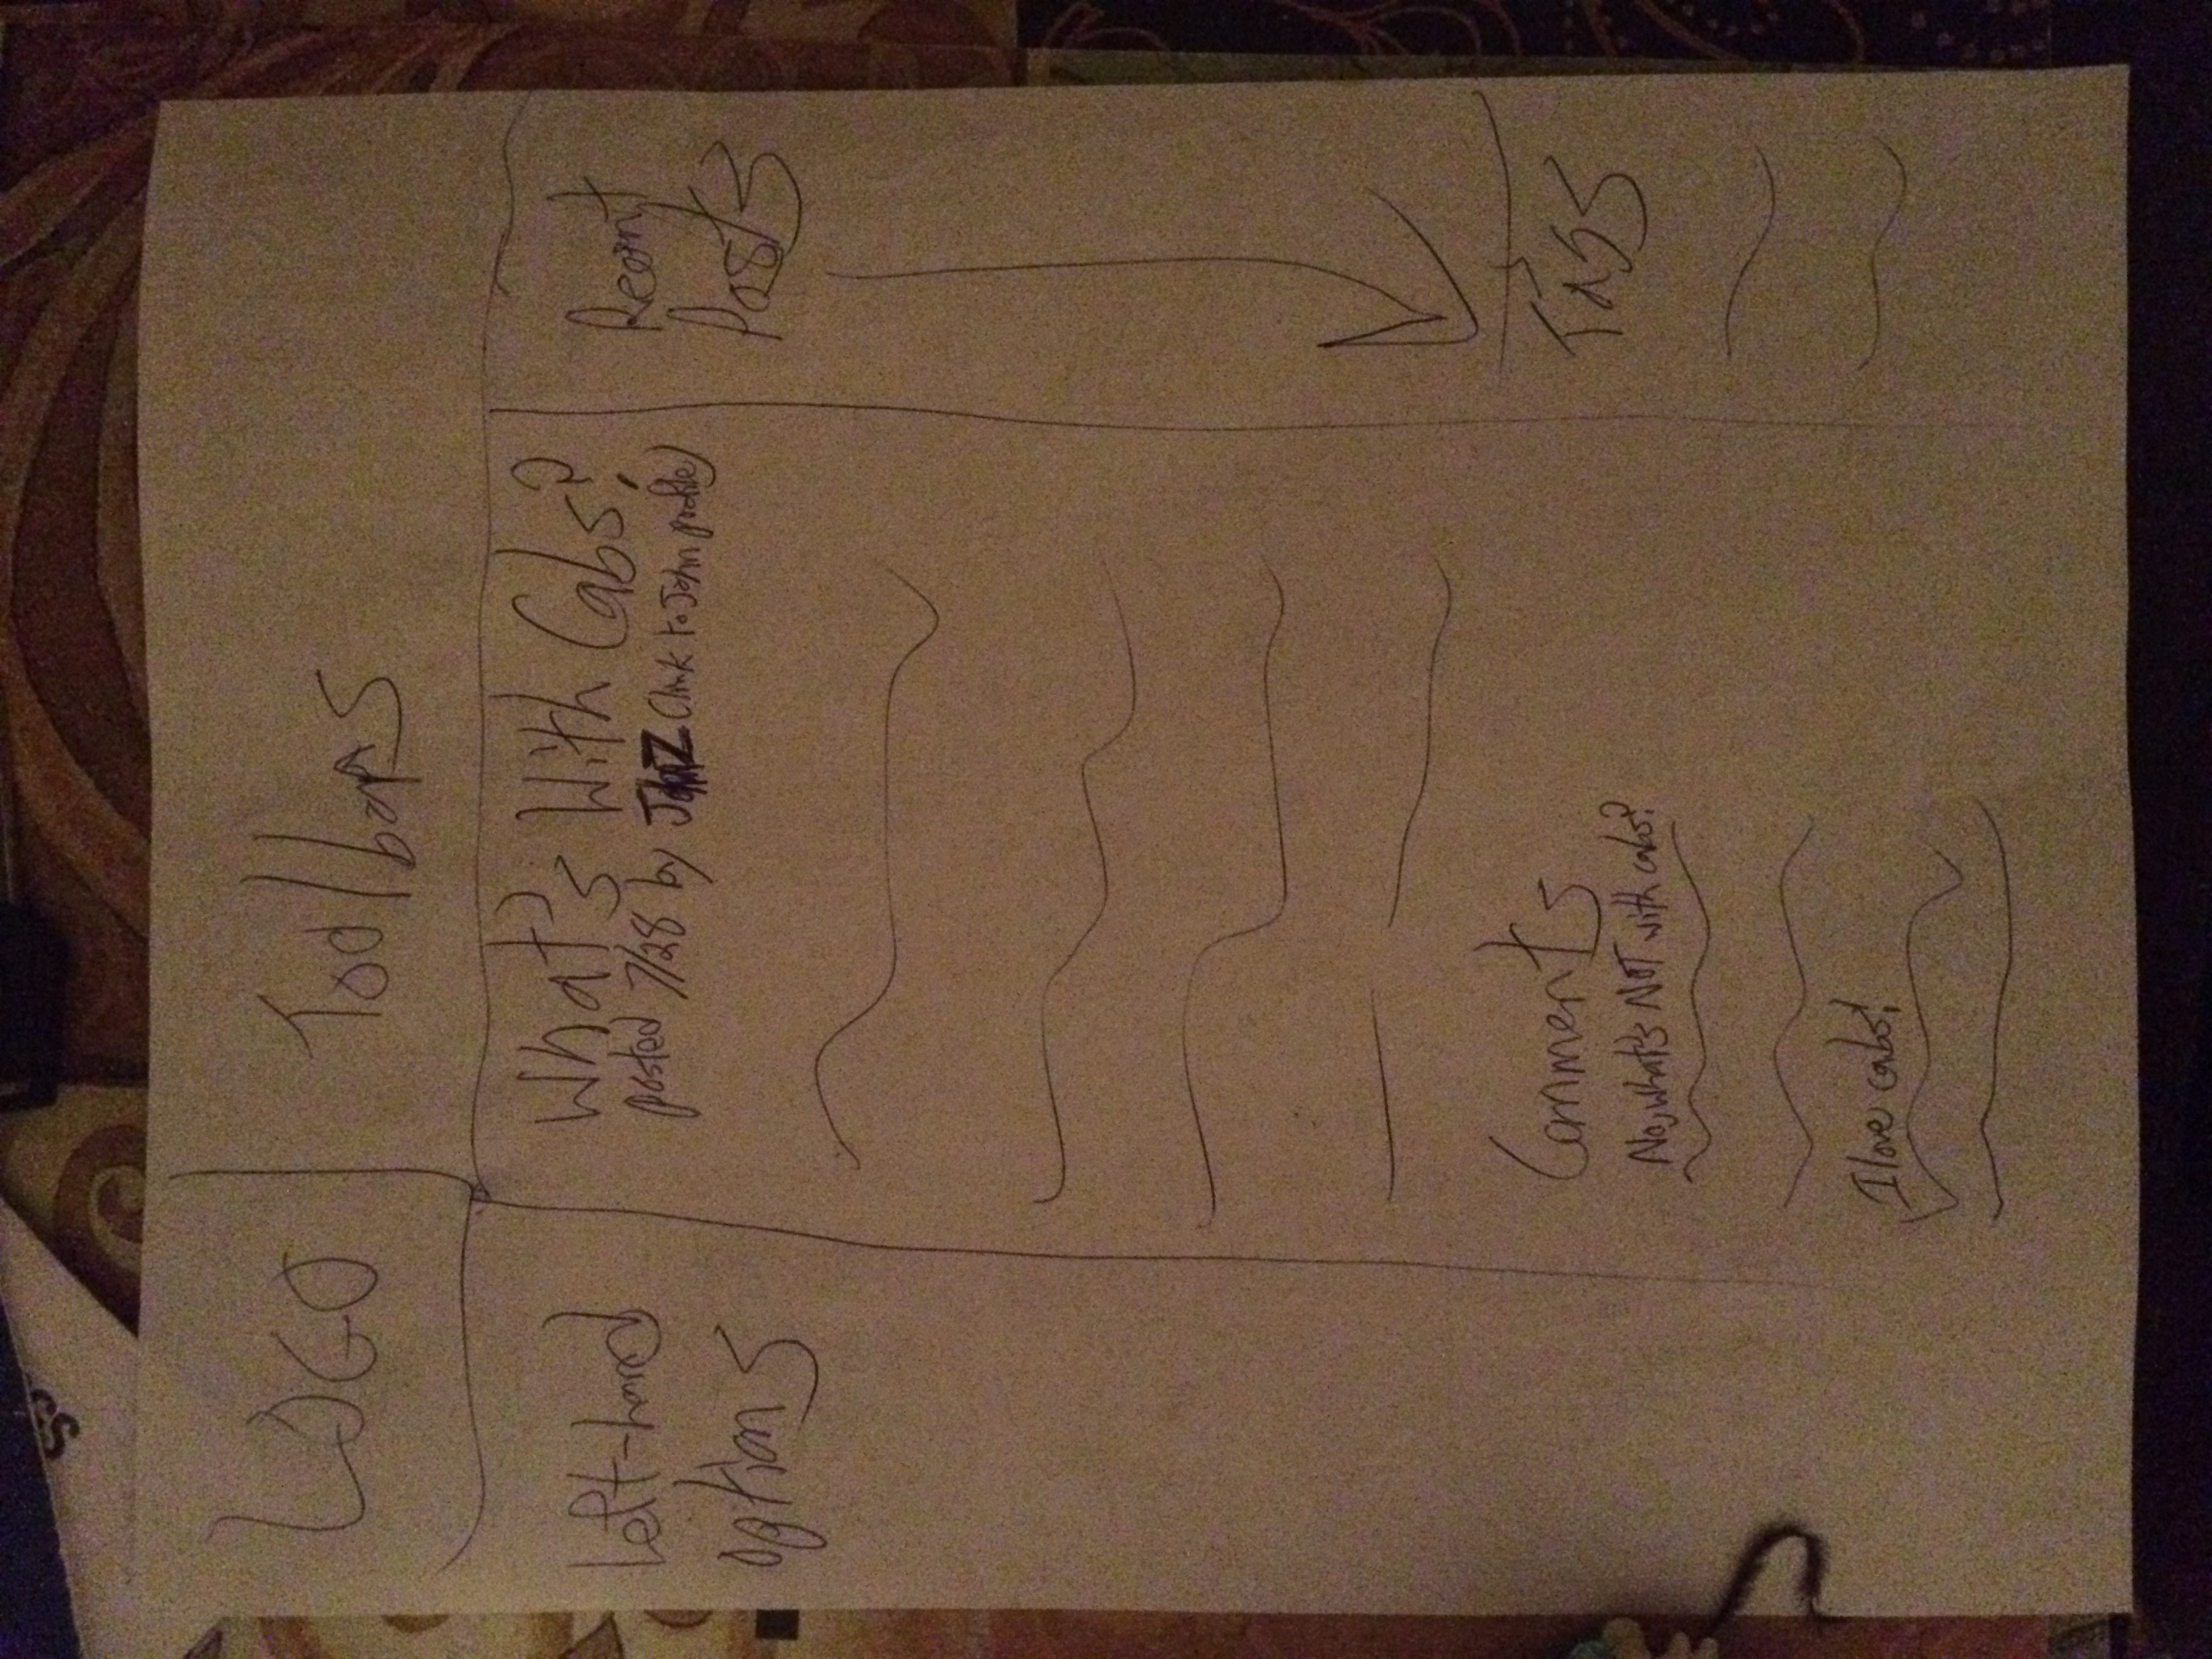 LOGO
Toolbars
Left-hand
options
What's With Cabs?
posted 7/28 by JohnZ (link to John profile)
Recent
Posts
Comments
No, what's NOT with cabs?
I love cabs!
Tags